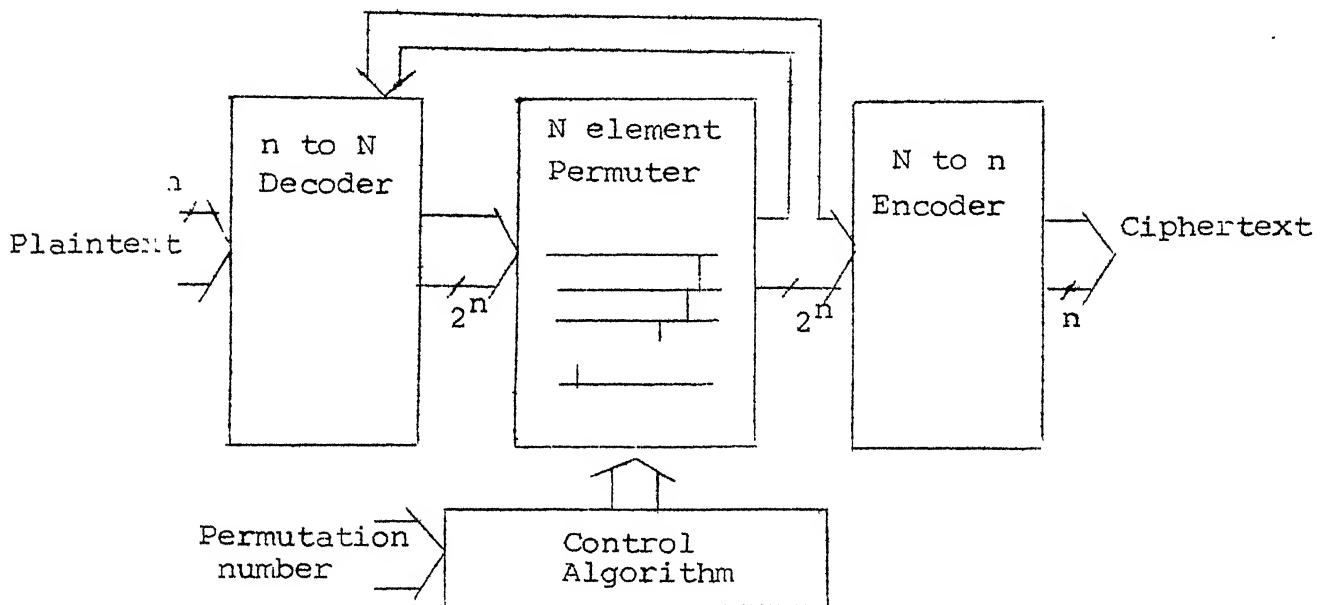 n to N
Decoder
N element
Permuter
N to n
Encoder
n
Plaintext
2^n
2^n
n
Ciphertext
Permutation
number
Control
Algorithm